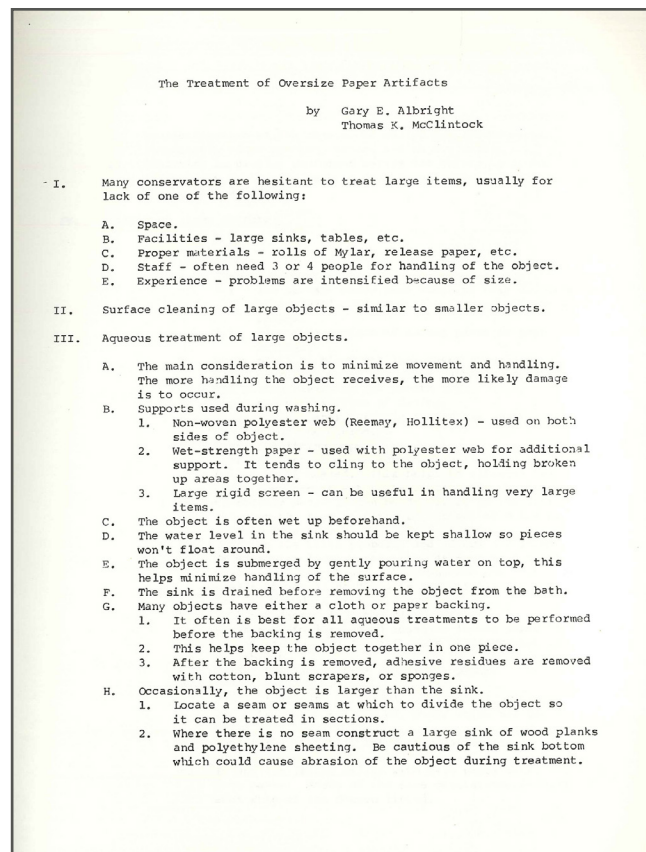 The Treatment of Oversize Paper Artifacts
by Gary E. Albright
Thomas K. McClintock
I. Many conservators are hesitant to treat large items, usually for
lack of one of the following:
A. Space.
B. Facilities - large sinks, tables, etc.
C. Proper materials - rolls of Mylar, release paper, etc.
D. Staff - often need 3 or 4 people for handling of the object.
E. Experience - problems are intensified because of size.
II. Surface cleaning of large objects - similar to smaller objects.
III. Aqueous treatment of large objects.
A. The main consideration is to minimize movement and handling.
The more handling the object receives, the more likely damage
is to occur.
B. Supports used during washing.
1. Non-woven polyester web (Reemay, Hollitex) - used on both
sides of object.
2. Wet-strength paper - used with polyester web for additional
support. It tends to cling to the object, holding broken
up areas together.
3. Large rigid screen - can be useful in handling very large
items.
C. The object is often wet up beforehand.
D. The water level in the sink should be kept shallow so pieces
won't float around.
E. The object is submerged by gently pouring water on top, this
helps minimize handling of the surface.
F. The sink is drained before removing the object from the bath.
G. Many objects have either a cloth or paper backing.
1. It often is best for all aqueous treatments to be performed
before the backing is removed.
2. This helps keep the object together in one piece.
3. After the backing is removed, adhesive residues are removed
with cotton, blunt scrapers, or sponges.
H. Occasionally, the object is larger than the sink.
1. Locate a seam or seams at which to divide the object so
it can be treated in sections.
2. Where there is no seam construct a large sink of wood planks
and polyethylene sheeting. Be cautious of the sink bottom
which could cause abrasion of the object during treatment.